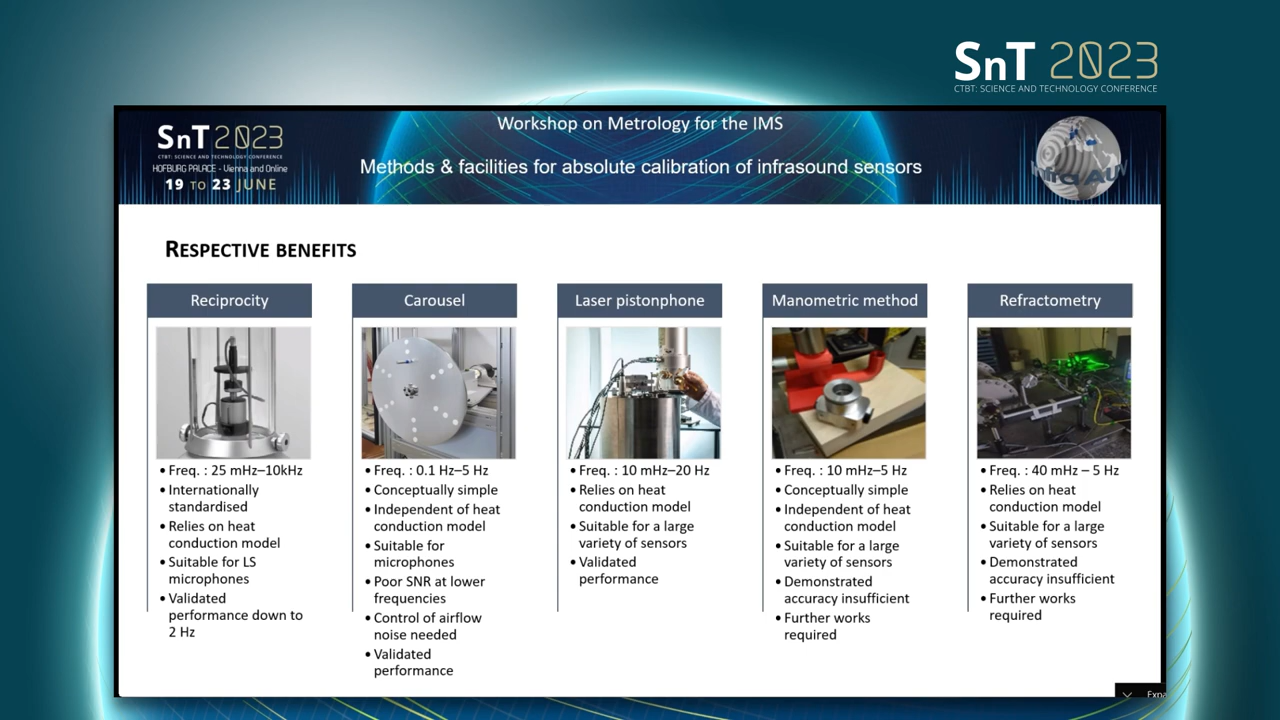 SnT 2023
CTBT: SCIENCE AND TECHNOLOGY CONFERENCE
SnT 2023
CTBT: SCIENCE AND TECHNOLOGY CONFERENCE
HOFBURG PALACE - Vienna and Online
19 TO 23 JUNE
Workshop on Metrology for the IMS
Methods & facilities for absolute calibration of infrasound sensors
Infra AUV
RESPECTIVE BENEFITS
Reciprocity
• Freq. : 25 mHz–10kHz
• Internationally
standardised
• Relies on heat
conduction model
• Suitable for LS
microphones
• Validated
performance down to
2 Hz
Carousel
• Freq. : 0.1 Hz–5 Hz
• Conceptually simple
• Independent of heat
conduction model
• Suitable for
microphones
• Poor SNR at lower
frequencies
• Control of airflow
noise needed
• Validated
performance
Laser pistonphone
• Freq. : 10 mHz–20 Hz
• Relies on heat
conduction model
• Suitable for a large
variety of sensors
• Validated
performance
Manometric method
• Freq. : 10 mHz–5 Hz
• Conceptually simple
• Independent of heat
conduction model
• Suitable for a large
variety of sensors
• Demonstrated
accuracy insufficient
• Further works
required
Refractometry
• Freq. : 40 mHz – 5 Hz
• Relies on heat
conduction model
• Suitable for a large
variety of sensors
• Demonstrated
accuracy insufficient
• Further works
required